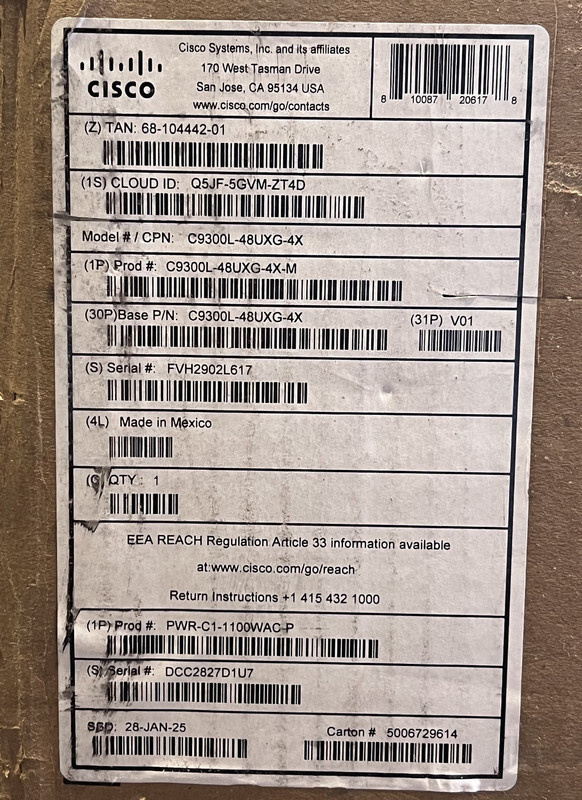 CISCO
Cisco Systems, Inc. and its affiliates
170 West Tasman Drive
San Jose, CA 95134 USA
www.cisco.com/go/contacts
8 10087 20617 8
(Z) TAN: 68-104442-01
(1S) CLOUD ID: Q5JF-5GVM-ZT4D
Model # / CPN: C9300L-48UXG-4X
(1P) Prod #: C9300L-48UXG-4X-M
(30P)Base P/N: C9300L-48UXG-4X
(31P) V01
(S) Serial #: FVH2902L617
(4L) Made in Mexico
(Q) QTY : 1
EEA REACH Regulation Article 33 information available
at:www.cisco.com/go/reach
Return Instructions +1 415 432 1000
(1P) Prod #: PWR-C1-1100WAC-P
(S) Serial #: DCC2827D1U7
28-JAN-25
Carton # 5006729614